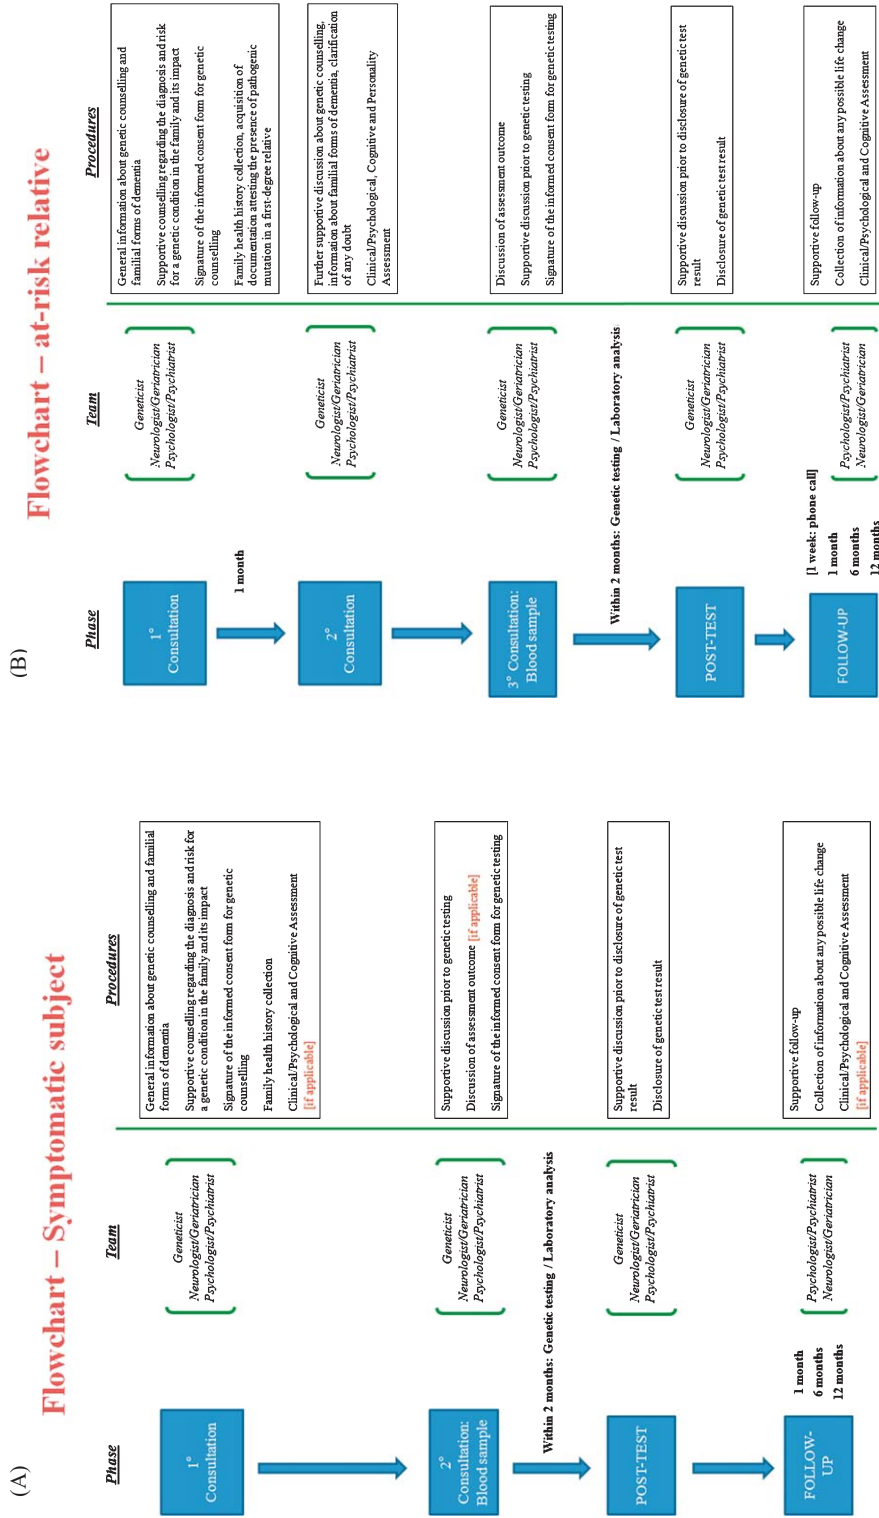 (A)
Flowchart – Symptomatic subject
Phase
Team
Procedures
1°
Consultation
Geneticist
Neurologist/Geriatrician
Psychologist/Psychiatrist
General information about genetic counselling and familial
forms of dementia
Supportive counselling regarding the diagnosis and risk for
a genetic condition in the family and its impact
Signature of the informed consent form for genetic
counselling
Family health history collection
Clinical/Psychological and Cognitive Assessment
[if applicable]
2°
Consultation:
Blood sample
Geneticist
Neurologist/Geriatrician
Psychologist/Psychiatrist
Supportive discussion prior to genetic testing
Discussion of assessment outcome [if applicable]
Signature of the informed consent form for genetic testing
Within 2 months: Genetic testing / Laboratory analysis
POST-TEST
Geneticist
Neurologist/Geriatrician
Psychologist/Psychiatrist
Supportive discussion prior to disclosure of genetic test
result
Disclosure of genetic test result
FOLLOW-
UP
1 month
6 months
12 months
Psychologist/Psychiatrist
Neurologist/Geriatrician
Supportive follow-up
Collection of information about any possible life change
Clinical/Psychological and Cognitive Assessment
[if applicable]
(B)
Flowchart – at-risk relative
Phase
Team
Procedures
1°
Consultation
Geneticist
Neurologist/Geriatrician
Psychologist/Psychiatrist
General information about genetic counselling and
familial forms of dementia
Supportive counselling regarding the diagnosis and risk
for a genetic condition in the family and its impact
Signature of the informed consent form for genetic
counselling
Family health history collection, acquisition of
documentation attesting the presence of pathogenic
mutation in a first-degree relative
1 month
2°
Consultation
Geneticist
Neurologist/Geriatrician
Psychologist/Psychiatrist
Further supportive discussion about genetic counselling,
information about familial forms of dementia, clarification
of any doubt
Clinical/Psychological, Cognitive and Personality
Assessment
3° Consultation:
Blood sample
Geneticist
Neurologist/Geriatrician
Psychologist/Psychiatrist
Discussion of assessment outcome
Supportive discussion prior to genetic testing
Signature of the informed consent form for genetic testing
Within 2 months: Genetic testing / Laboratory analysis
POST-TEST
Geneticist
Neurologist/Geriatrician
Psychologist/Psychiatrist
Supportive discussion prior to disclosure of genetic test
result
Disclosure of genetic test result
FOLLOW-UP
[1 week: phone call]
1 month
6 months
12 months
Psychologist/Psychiatrist
Neurologist/Geriatrician
Supportive follow-up
Collection of information about any possible life change
Clinical/Psychological and Cognitive Assessment